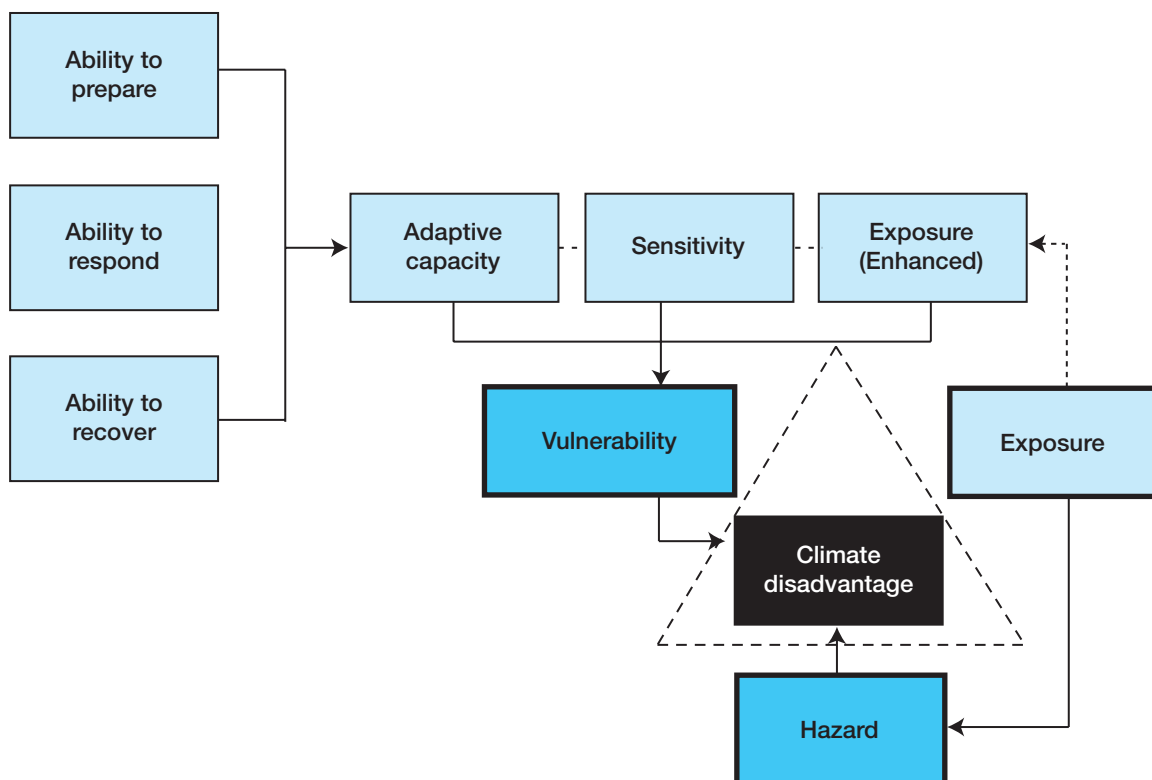 Ability to
prepare
Ability to
respond
Ability to
recover
Adaptive
capacity
Sensitivity
Exposure
(Enhanced)
Vulnerability
Exposure
Climate
disadvantage
Hazard